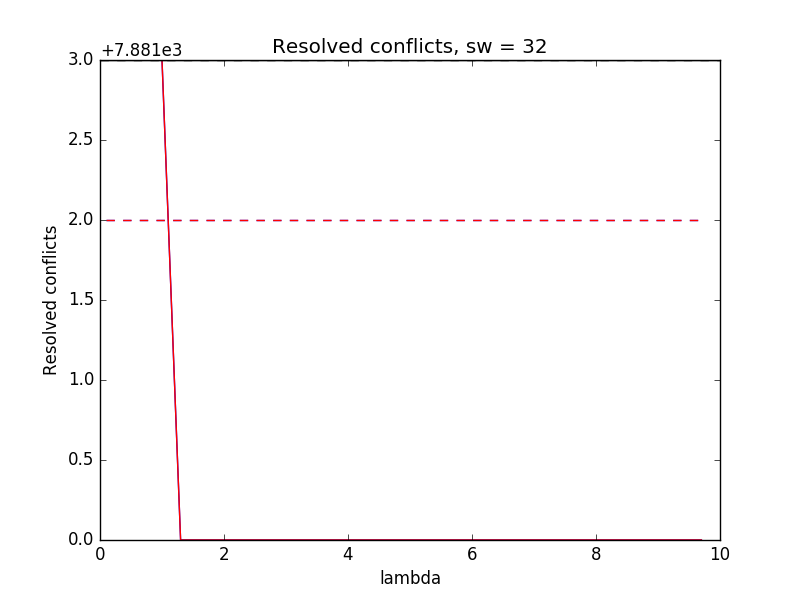 +7.881e3
Resolved conflicts, sw = 32
3.0
2.5
2.0
1.5
1.0
0.5
0.0
Resolved conflicts
0 2 4 6 8 10
lambda